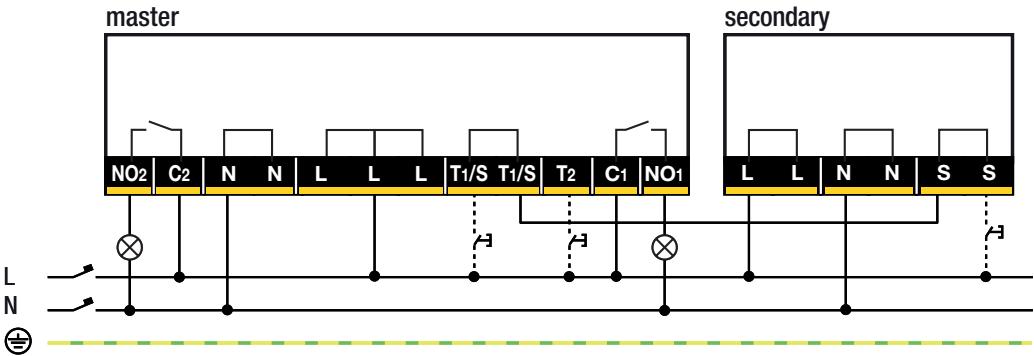 master secondary
NO2 C2 N N L L L T1/S T1/S T2 C1 NO1 L L N N S S
L
N